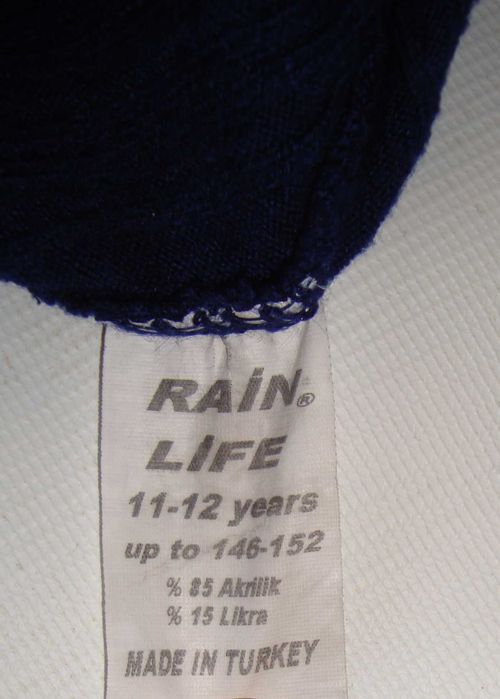 RAİN®
LİFE
11-12 years
up to 146-152
% 85 Akrilik
% 15 Likra
MADE IN TURKEY